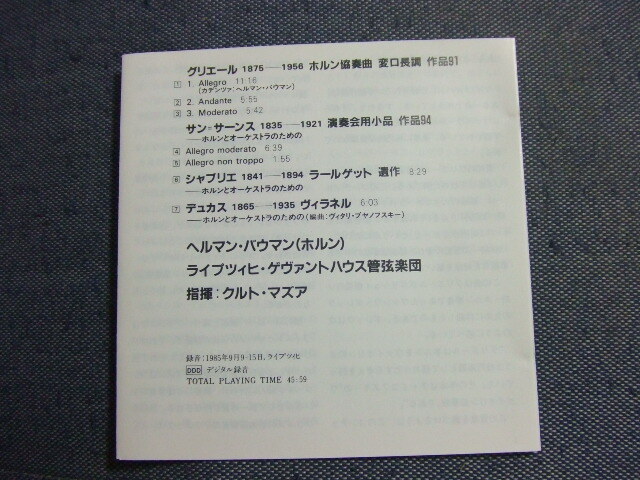 グリエール 1875──1956 ホルン協奏曲 変ロ長調 作品91
1 1. Allegro 11:16
(カデンツァ:ヘルマン・バウマン)
2 2. Andante 5:55
3 3. Moderato 5:42
サン=サーンス 1835──1921 演奏会用小品 作品94
──ホルンとオーケストラのための
4 Allegro moderato 6:39
5 Allegro non troppo 1:55
6 シャブリエ 1841──1894 ラールゲット 遺作 8:29
──ホルンとオーケストラのための
7 デュカス 1865──1935 ヴィラネル 6:03
──ホルンとオーケストラのための(編曲:ヴィタリ・ブヤノフスキー)
ヘルマン・バウマン(ホルン)
ライプツィヒ・ゲヴァントハウス管弦楽団
指揮:クルト・マズア
録音:1985年9月9-15日、ライプツィヒ
DDD デジタル録音
TOTAL PLAYING TIME 45:59